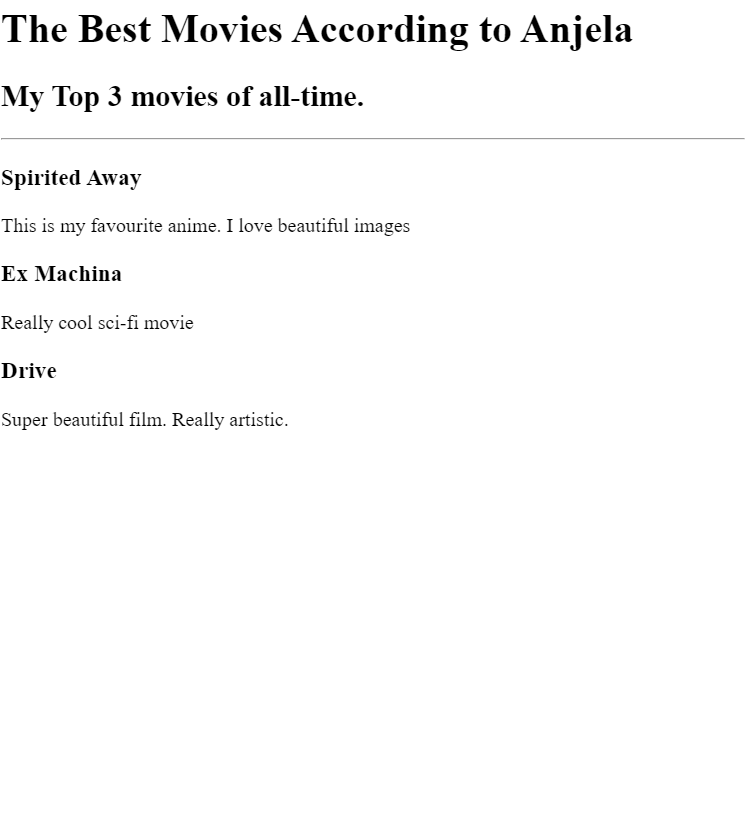 The Best Movies According to Anjela
My Top 3 movies of all-time.
Spirited Away
This is my favourite anime. I love beautiful images
Ex Machina
Really cool sci-fi movie
Drive
Super beautiful film. Really artistic.